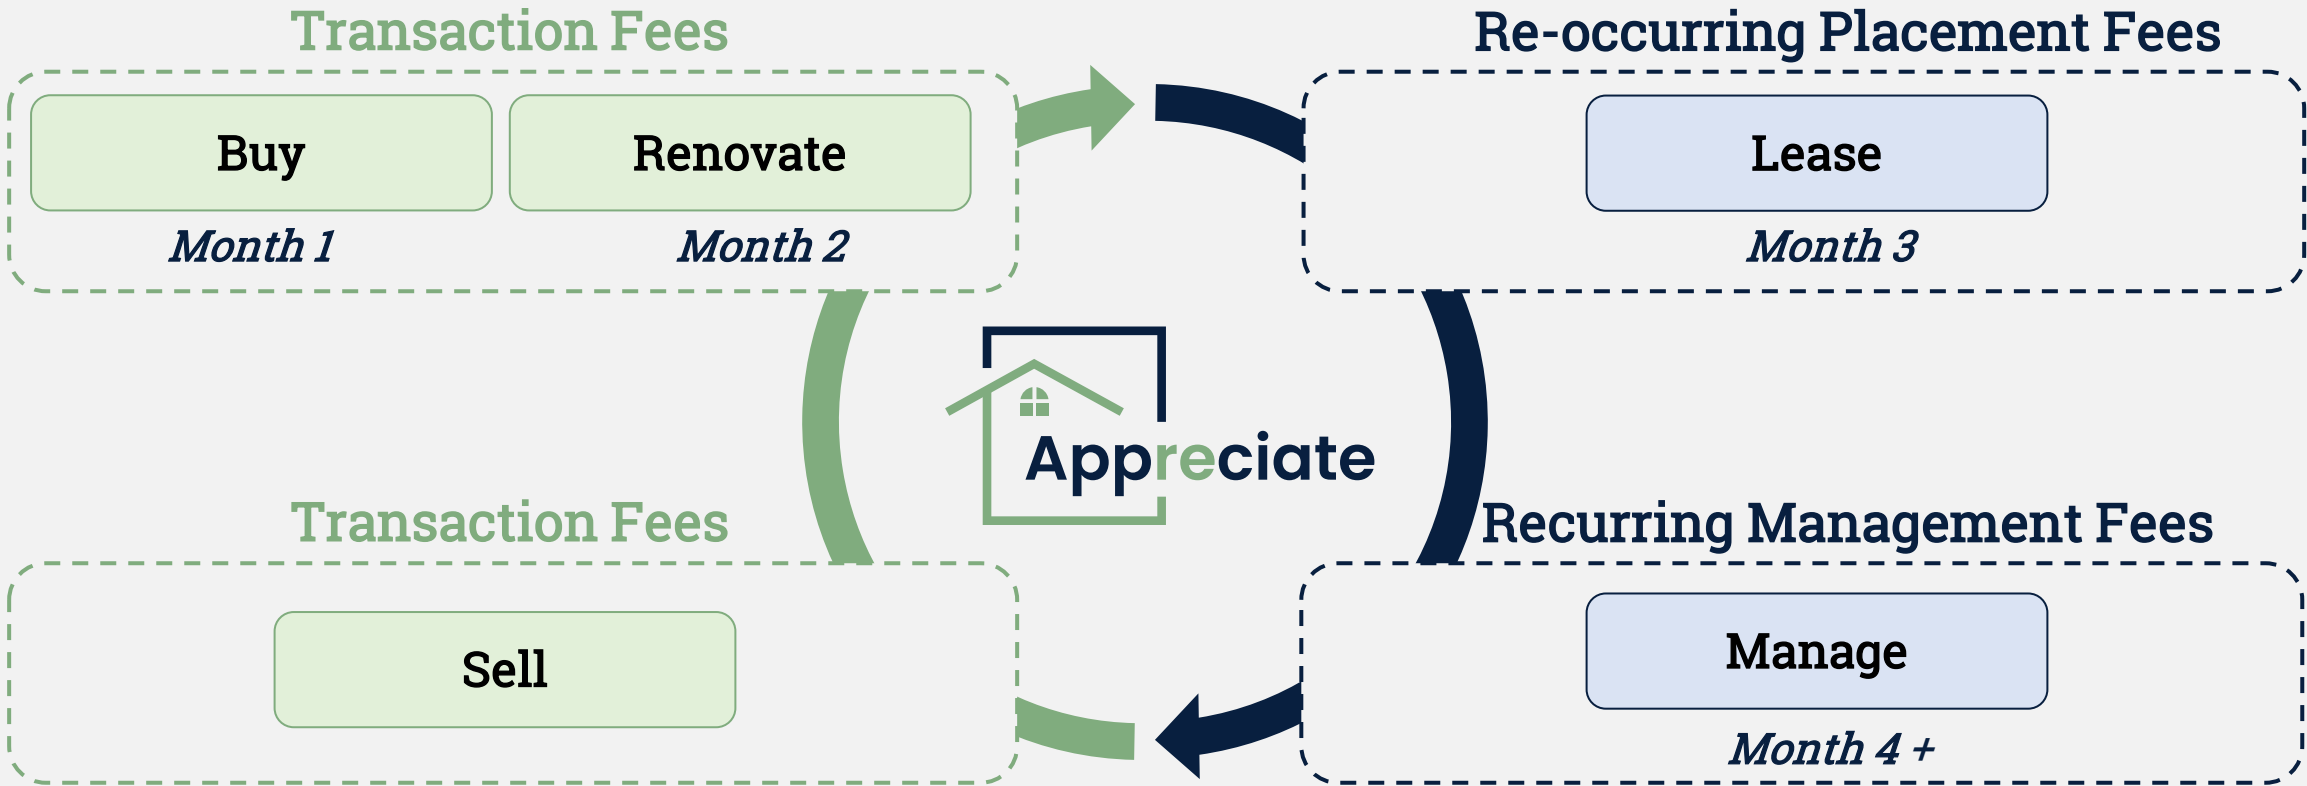 Transaction Fees
Re-occurring Placement Fees
Buy
Renovate
Lease
Month 1
Month 2
Month 3
Appreciate
Transaction Fees
Recurring Management Fees
Sell
Manage
Month 4 +